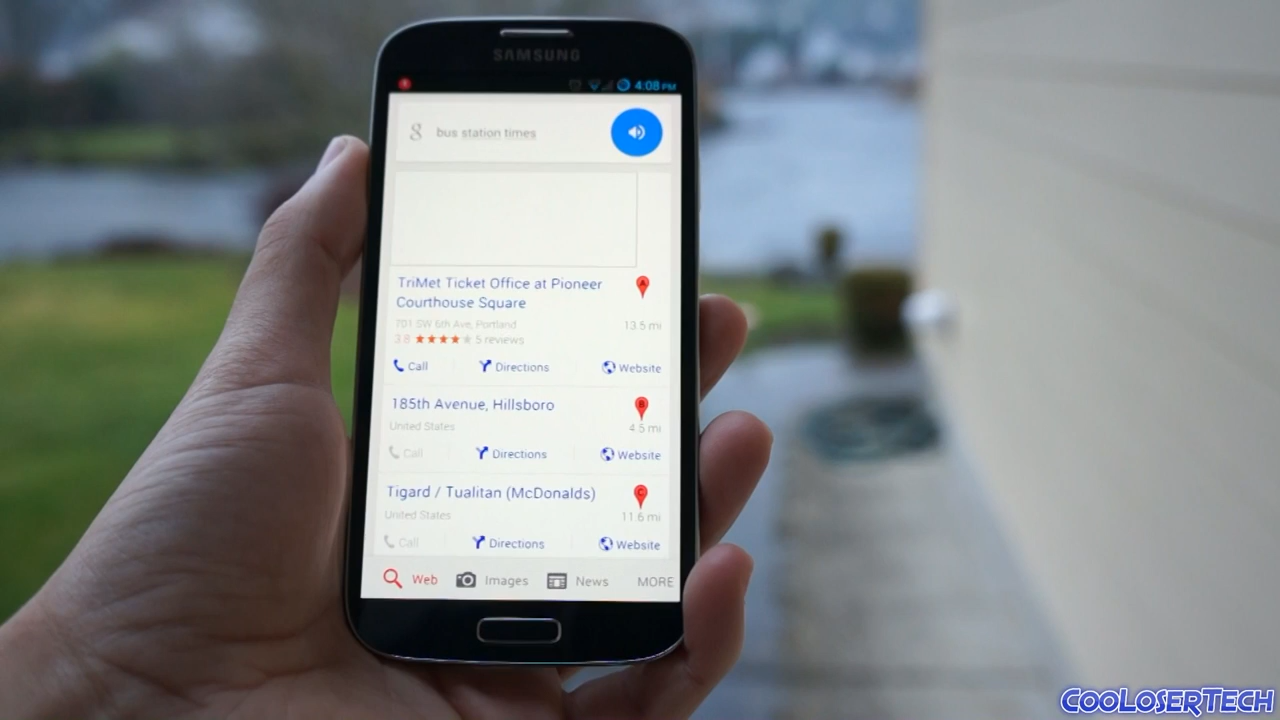 SAMSUNG
4:08 PM
g bus station times
TriMet Ticket Office at Pioneer
Courthouse Square
A
701 SW 6th Ave, Portland
13.5 mi
3.8 ★★★★★ 5 reviews
Call Directions Website
185th Avenue, Hillsboro
B
United States
4.5 mi
Call Directions Website
Tigard / Tualitan (McDonalds)
C
United States
11.6 mi
Call Directions Website
Web Images News MORE
COOLOSERTECH